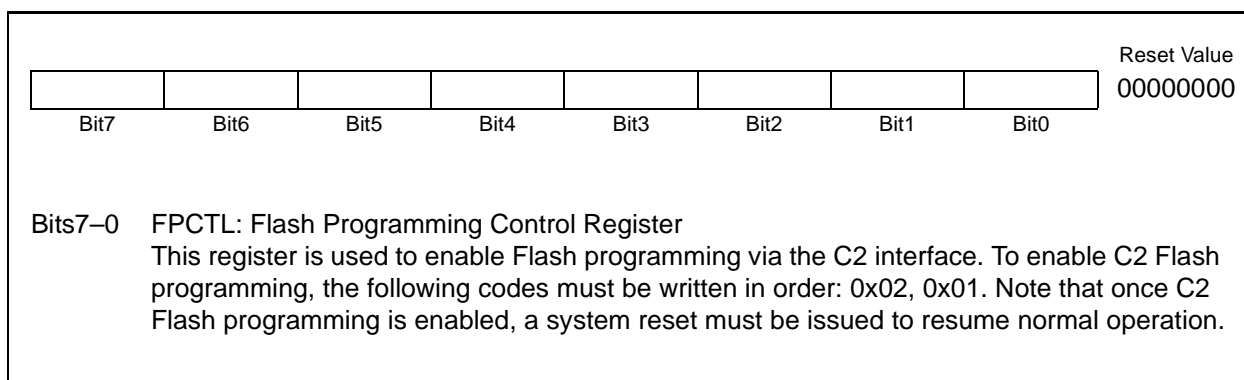 Reset Value
00000000
Bit7 Bit6 Bit5 Bit4 Bit3 Bit2 Bit1 Bit0
Bits7–0 FPCTL: Flash Programming Control Register
This register is used to enable Flash programming via the C2 interface. To enable C2 Flash
programming, the following codes must be written in order: 0x02, 0x01. Note that once C2
Flash programming is enabled, a system reset must be issued to resume normal operation.